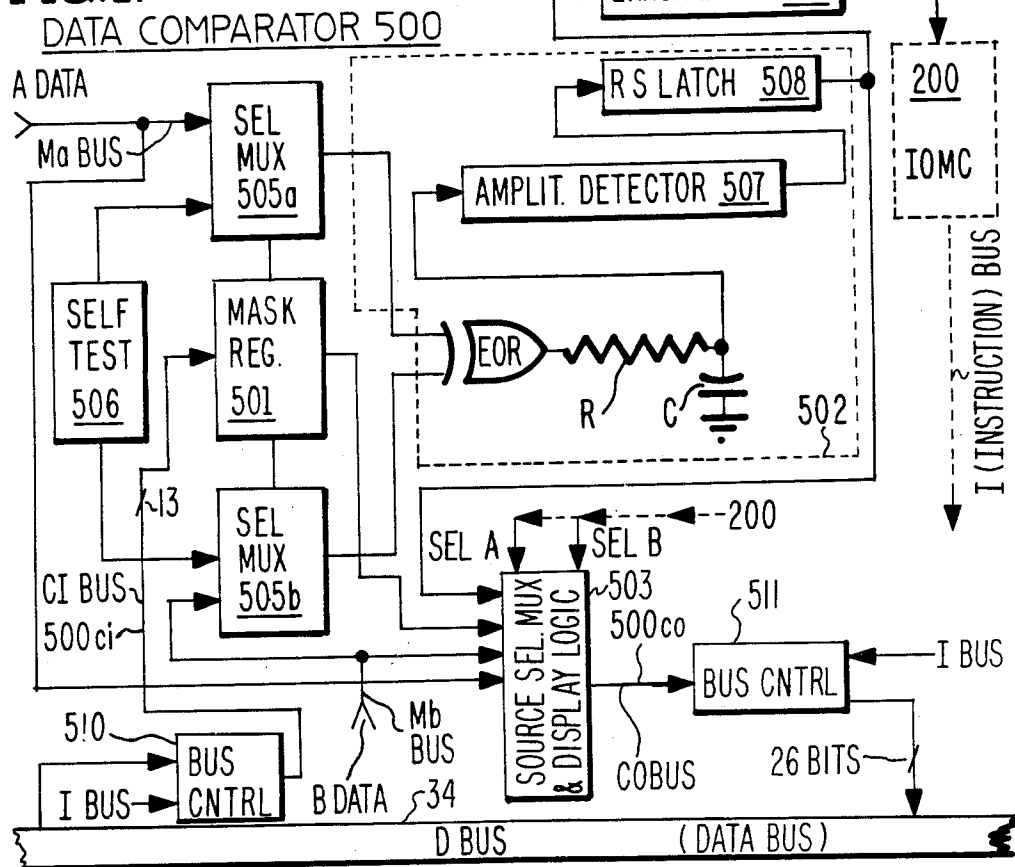 DATA COMPARATOR 500
A DATA
Ma BUS
SEL
MUX
505a
RS LATCH 508
200
IOMC
AMPLIT. DETECTOR 507
SELF
TEST
506
MASK
REG.
501
EOR
R
C
502
I (INSTRUCTION) BUS
13
SEL
MUX
505b
CI BUS
500ci
SEL A
SEL B
200
503
SOURCE SEL. MUX
& DISPLAY LOGIC
500co
511
BUS CNTRL
I BUS
COBUS
26 BITS
Mb
BUS
B DATA
510
BUS
CNTRL
I BUS
34
D BUS (DATA BUS)